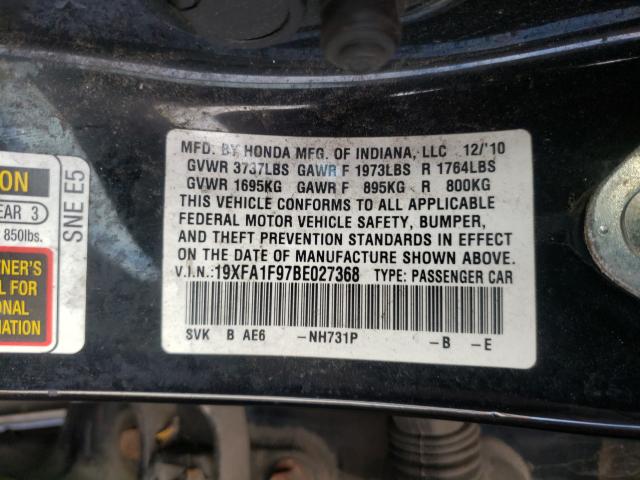 MFD. BY HONDA MFG. OF INDIANA, LLC 12/'10
GVWR 3737LBS GAWR F 1973LBS R 1764LBS
GVWR 1695KG GAWR F 895KG R 800KG
THIS VEHICLE CONFORMS TO ALL APPLICABLE
FEDERAL MOTOR VEHICLE SAFETY, BUMPER,
AND THEFT PREVENTION STANDARDS IN EFFECT
ON THE DATE OF MANUFACTURE SHOWN ABOVE.
V.I.N.:19XFA1F97BE027368 TYPE: PASSENGER CAR
SVK B AE6 -NH731P -B -E
ON
EAR 3
850lbs.
SNE E5
NER'S
L FOR
ONAL
MATION